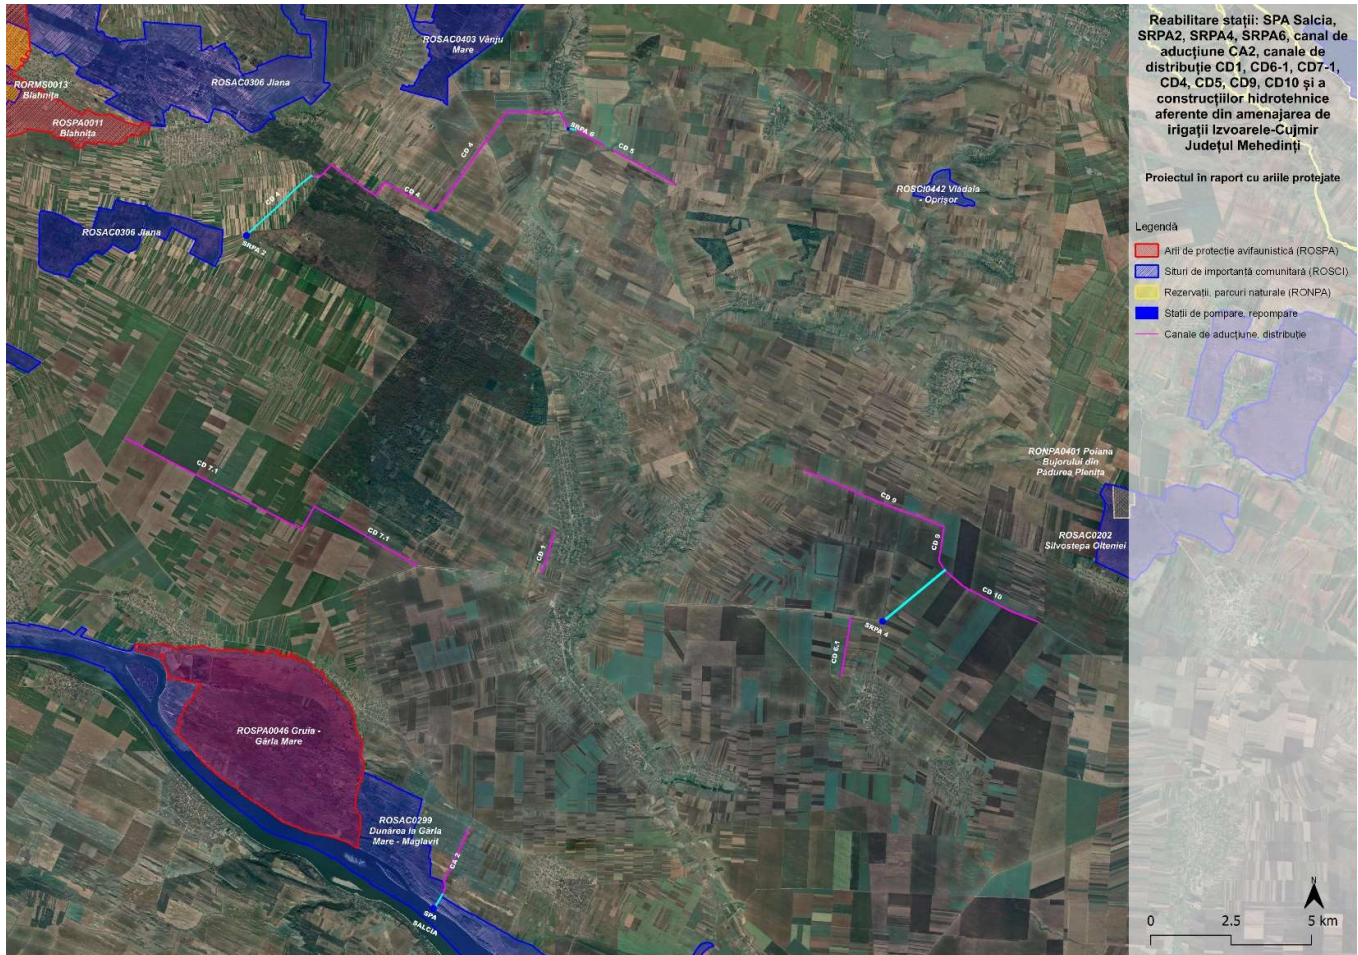 Reabilitare stații: SPA Salcia,
SRPA2, SRPA4, SRPA6, canal de
aducțiune CA2, canale de
distribuție CD1, CD6-1, CD7-1,
CD4, CD5, CD9, CD10 și a
construcțiilor hidrotehnice
aferente din amenajarea de
irigații Izvoarele-Cujmir
Județul Mehedinți
Proiectul în raport cu ariile protejate
Legendă
Arii de protecție avifaunistică (ROSPA)
Situri de importanță comunitară (ROSCI)
Rezervații, parcuri naturale (RONPA)
Stații de pompare, repompare
Canale de aducțiune, distribuție
ROSAC0403 Vânju
Mare
ROSAC0306 Jiana
RORMS0013
Blahnița
ROSPA0011
Blahnița
SRPA 6
CD 5
CD 4
CD 4
CD 4
ROSCI0442 Vlădaia
- Oprișor
ROSAC0306 Jiana
SRPA 2
RONPA0401 Poiana
Bujorului din
Pădurea Plenița
CD 7.1
CD 9
CD 7.1
CD 1
CD 9
ROSAC0202
Silvostepa Olteniei
CD 10
SRPA 4
CD 6.1
ROSPA0046 Gruia -
Gârla Mare
ROSAC0299
Dunărea la Gârla
Mare - Maglavit
CA 2
SPA
SALCIA
N
0 2.5 5 km